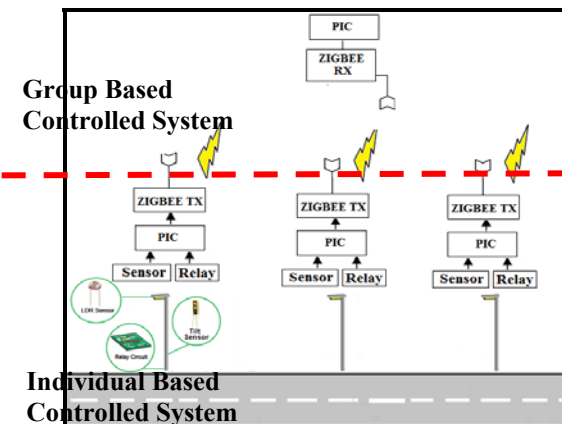 PIC
ZIGBEE
RX
Group Based
Controlled System
ZIGBEE TX
PIC
Sensor
Relay
ZIGBEE TX
PIC
Sensor
Relay
ZIGBEE TX
PIC
Sensor
Relay
LDR Sensor
Tilt
Sensor
Relay Circuit
Individual Based
Controlled System